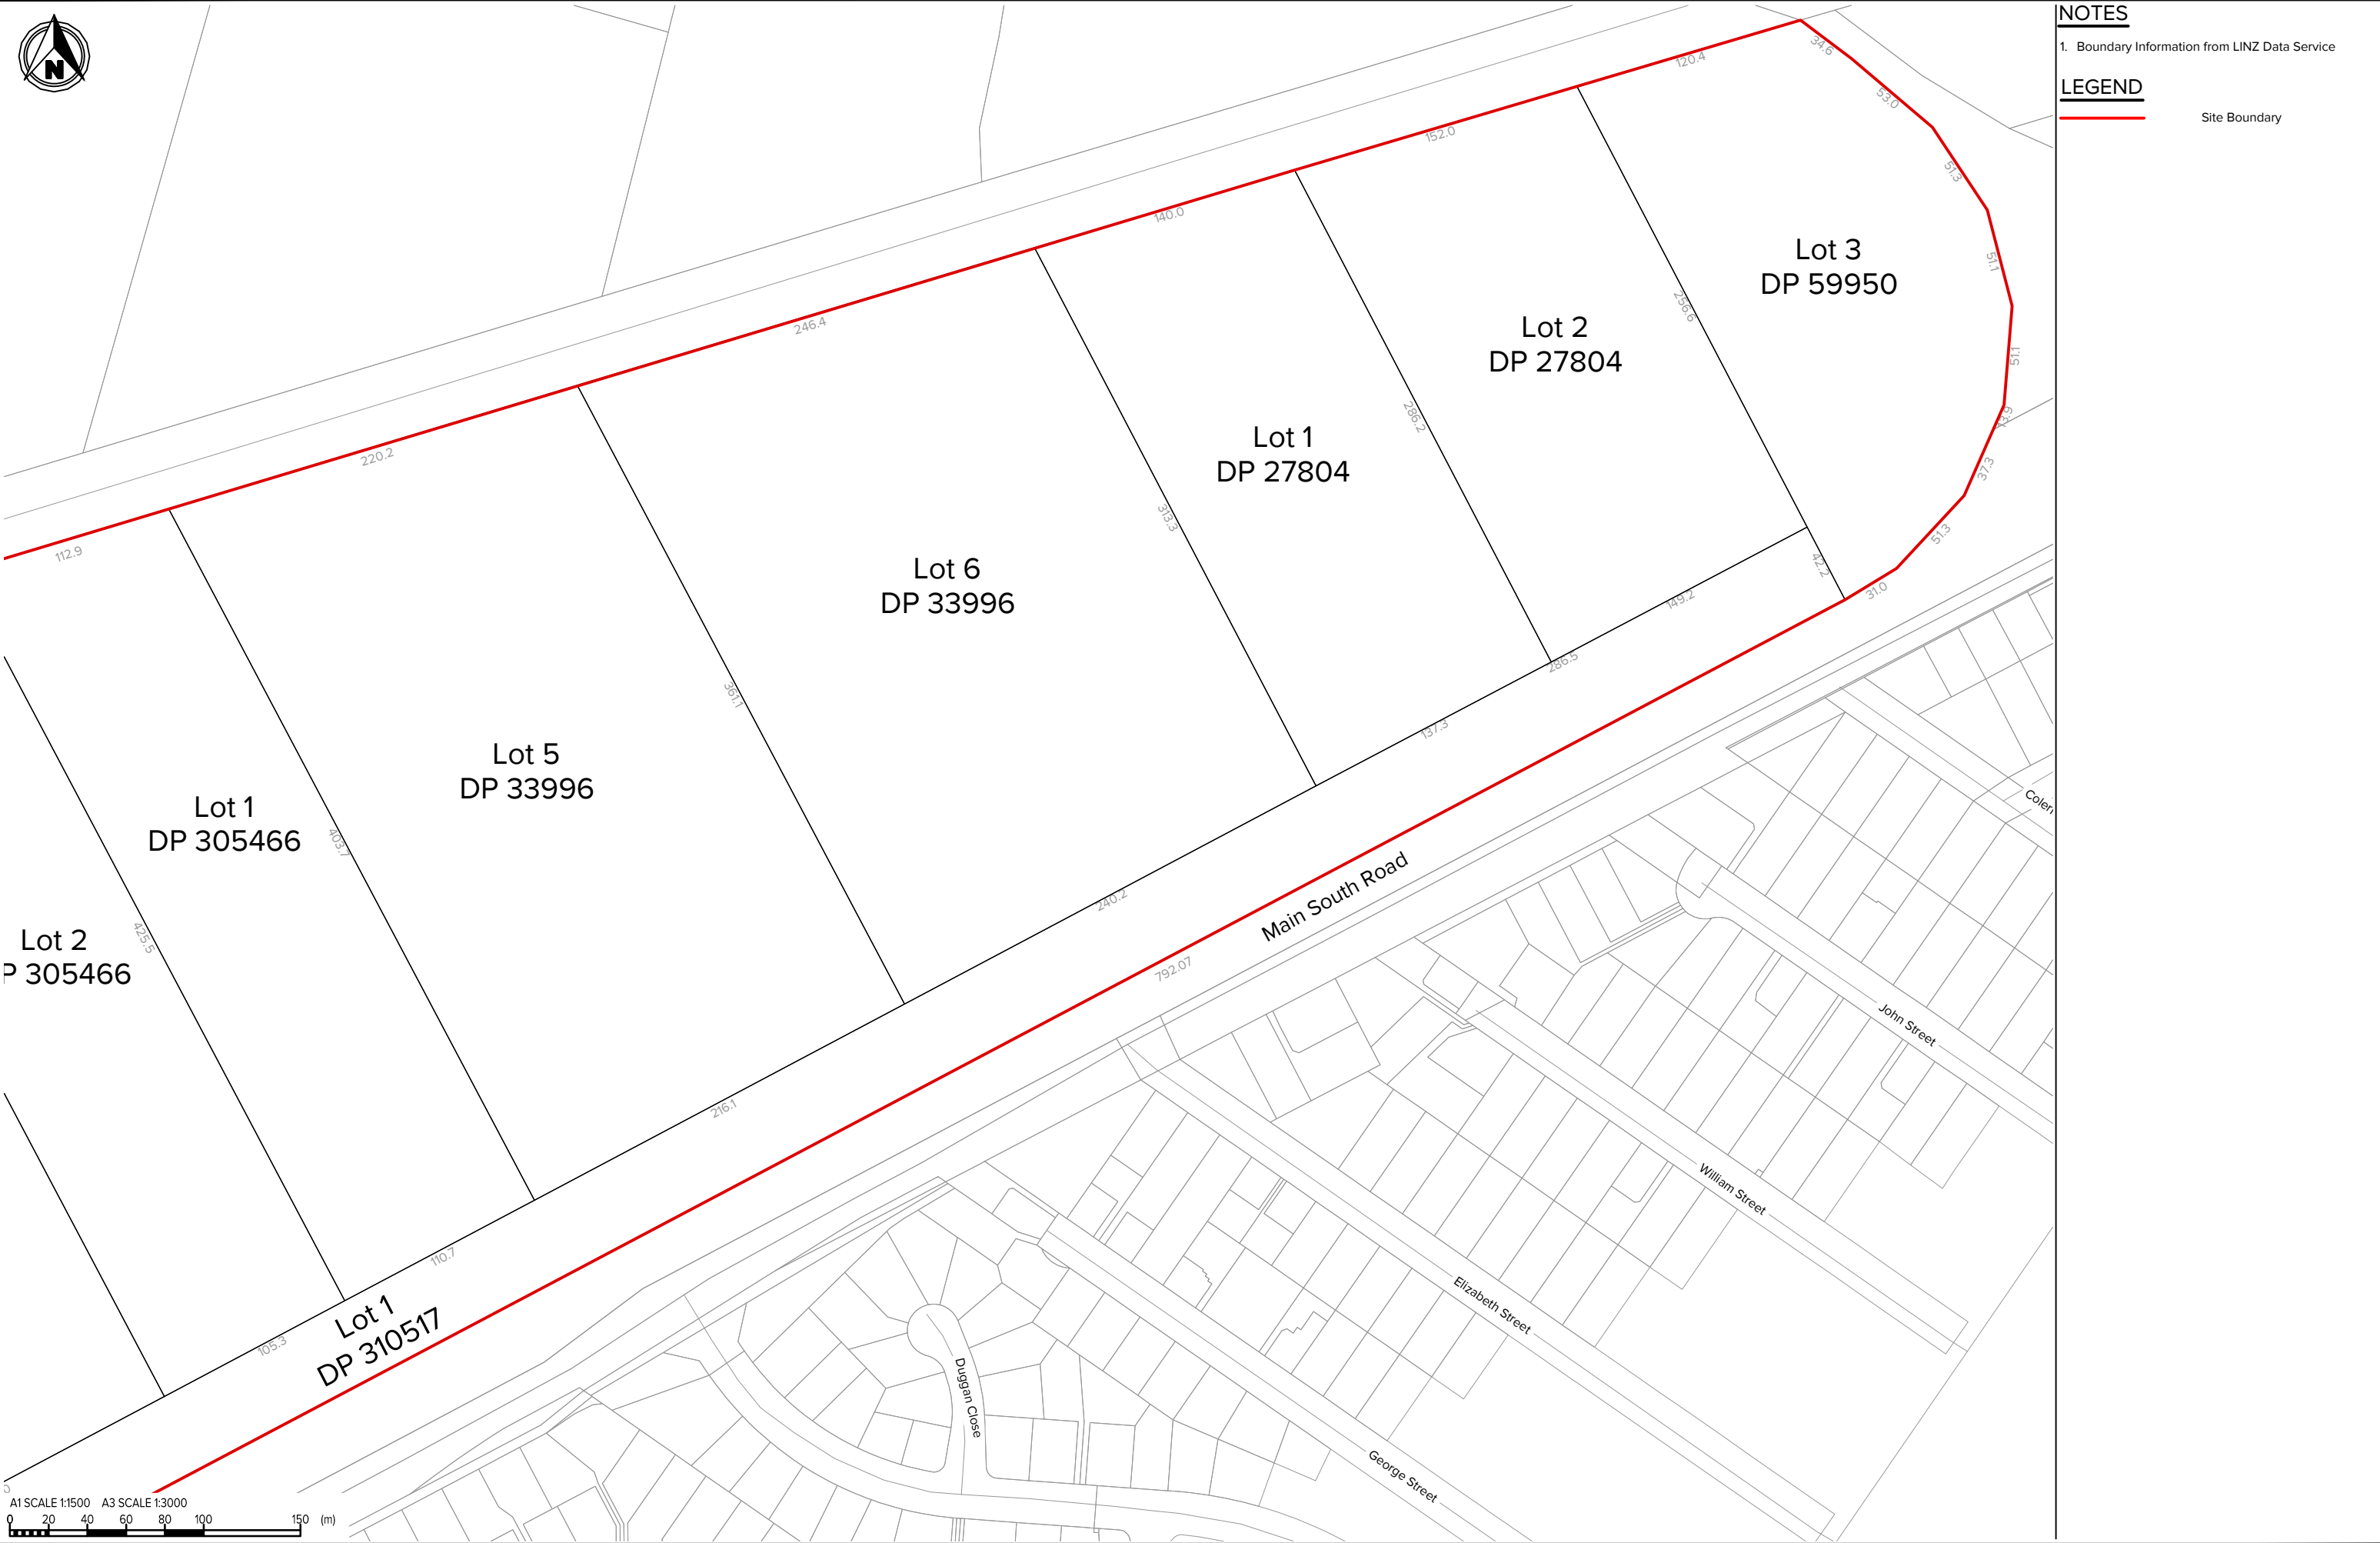 N
NOTES
1. Boundary Information from LINZ Data Service
LEGEND
Site Boundary
34.6
120.4
53.0
152.0
51.3
140.0
51.1
Lot 3
DP 59950
256.6
246.4
Lot 2
DP 27804
51.1
286.2
Lot 1
DP 27804
220.2
37.3
313.3
51.3
112.9
42.2
31.0
149.2
Lot 6
DP 33996
286.5
361.1
137.3
Lot 5
DP 33996
Lot 1
DP 305466
403.7
240.2
Main South Road
792.07
425.5
Lot 2
P 305466
216.1
John Street
William Street
110.7
105.3
Lot 1
DP 310517
Elizabeth Street
Duggan Close
George Street
A1 SCALE 1:1500 A3 SCALE 1:3000
0 20 40 60 80 100 150 (m)